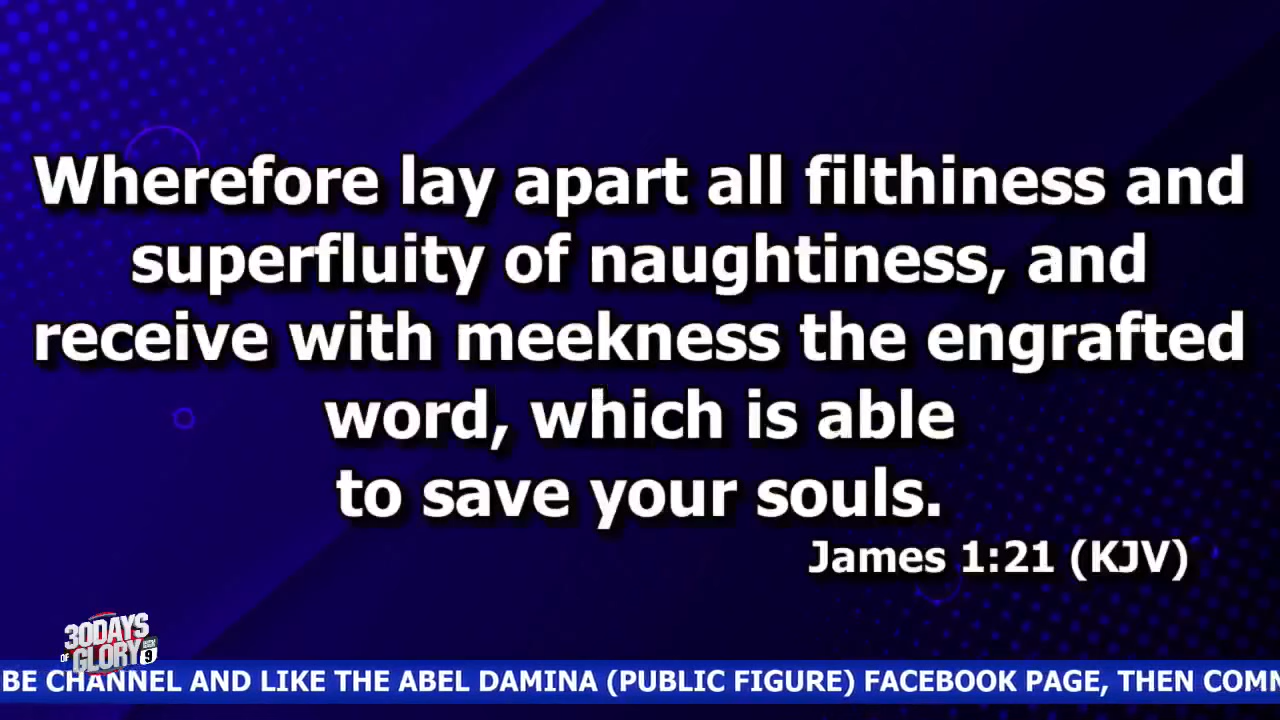 Wherefore lay apart all filthiness and
superfluity of naughtiness, and
receive with meekness the engrafted
word, which is able
to save your souls.
James 1:21 (KJV)
30DAYS
OF GLORY 9
BE CHANNEL AND LIKE THE ABEL DAMINA (PUBLIC FIGURE) FACEBOOK PAGE, THEN COMM